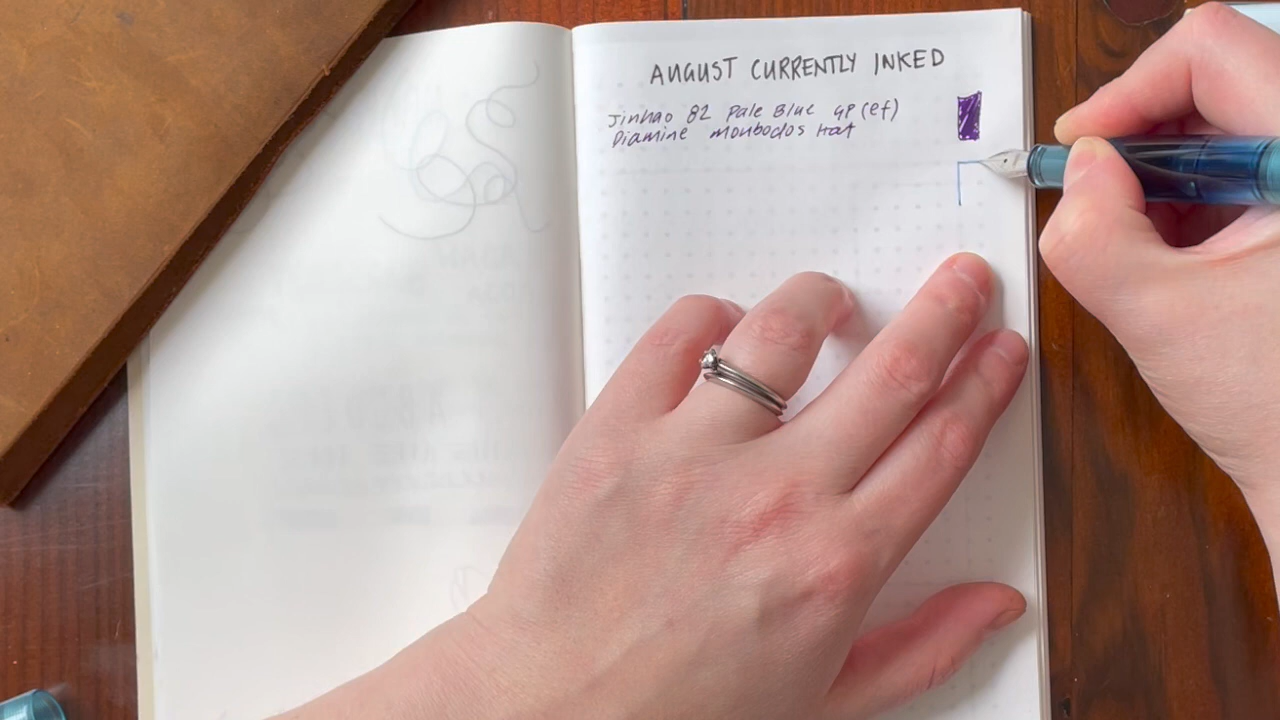 AUGUST CURRENTLY INKED
Jinhao 82 Pale Blue GP (ef)
Diamine monbodos Hat